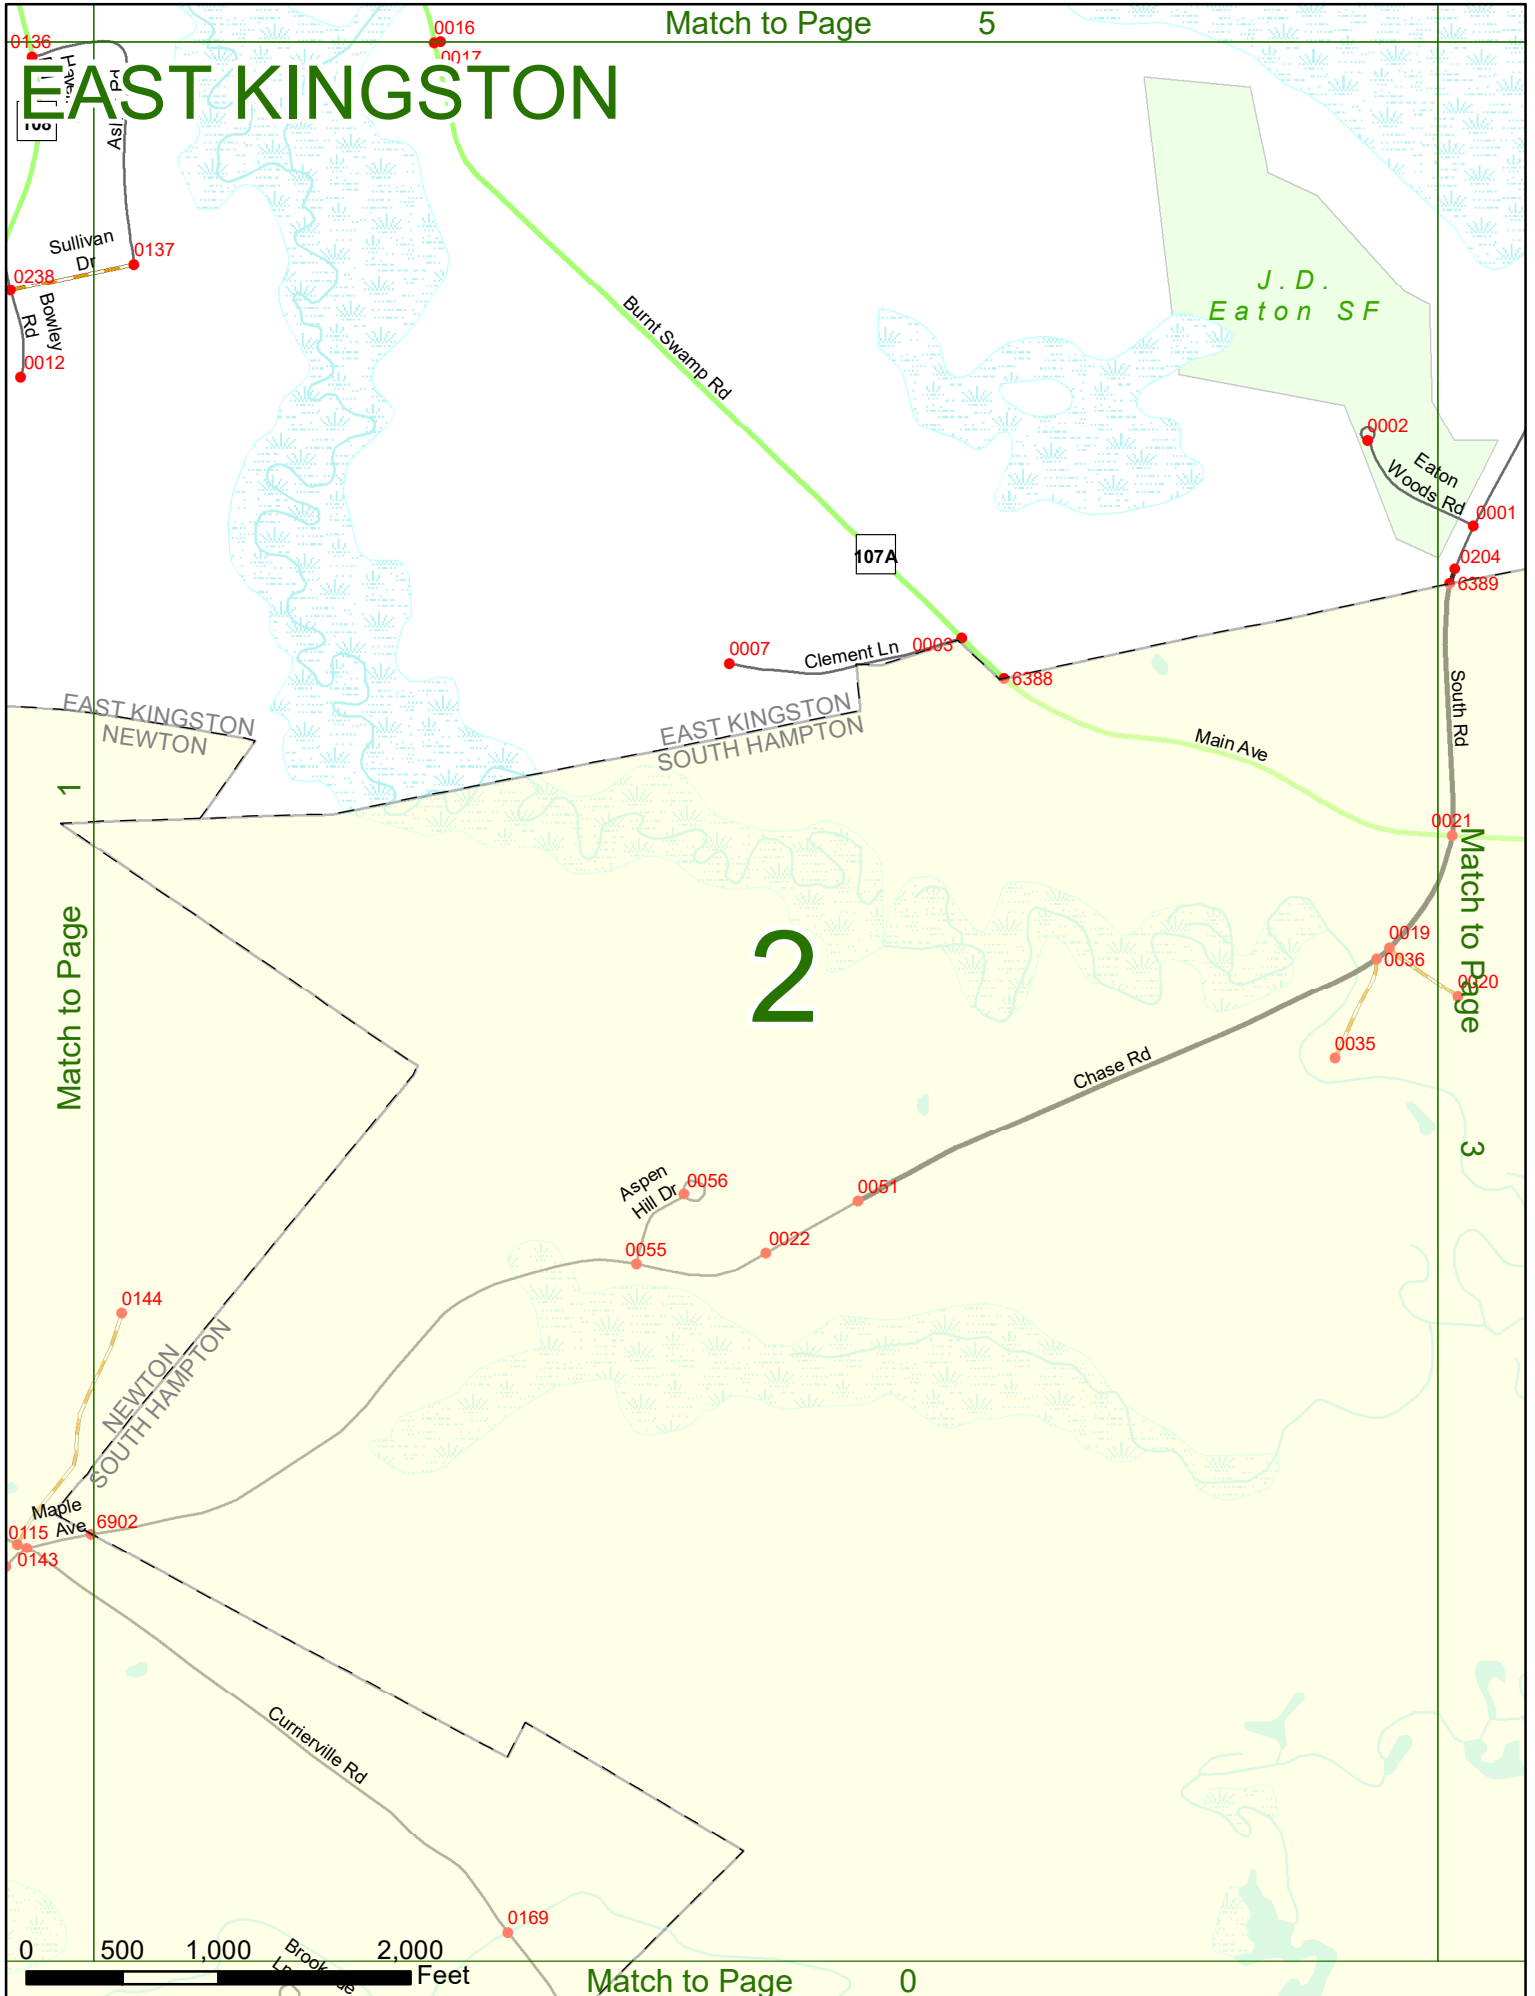 Match to Page 5
0016
0017
0136
EAST KINGSTON
108
Sullivan
Dr
0137
0238
Bowley
Rd
0012
Burnt Swamp Rd
J.D.
Eaton SF
0002
Eaton
Woods Rd
0001
107A
0204
6389
0003
0007
Clement Ln
6388
South Rd
EAST KINGSTON
NEWTON
EAST KINGSTON
SOUTH HAMPTON
Main Ave
Match to Page 1
0021
Match to Page 3
2
0019
0036
0020
0035
Chase Rd
Aspen
Hill Dr
0056
0051
0022
0055
0144
NEWTON
SOUTH HAMPTON
Maple
Ave
6902
0115
0143
Currierville Rd
0169
0 500 1,000 2,000
Feet
Match to Page 0